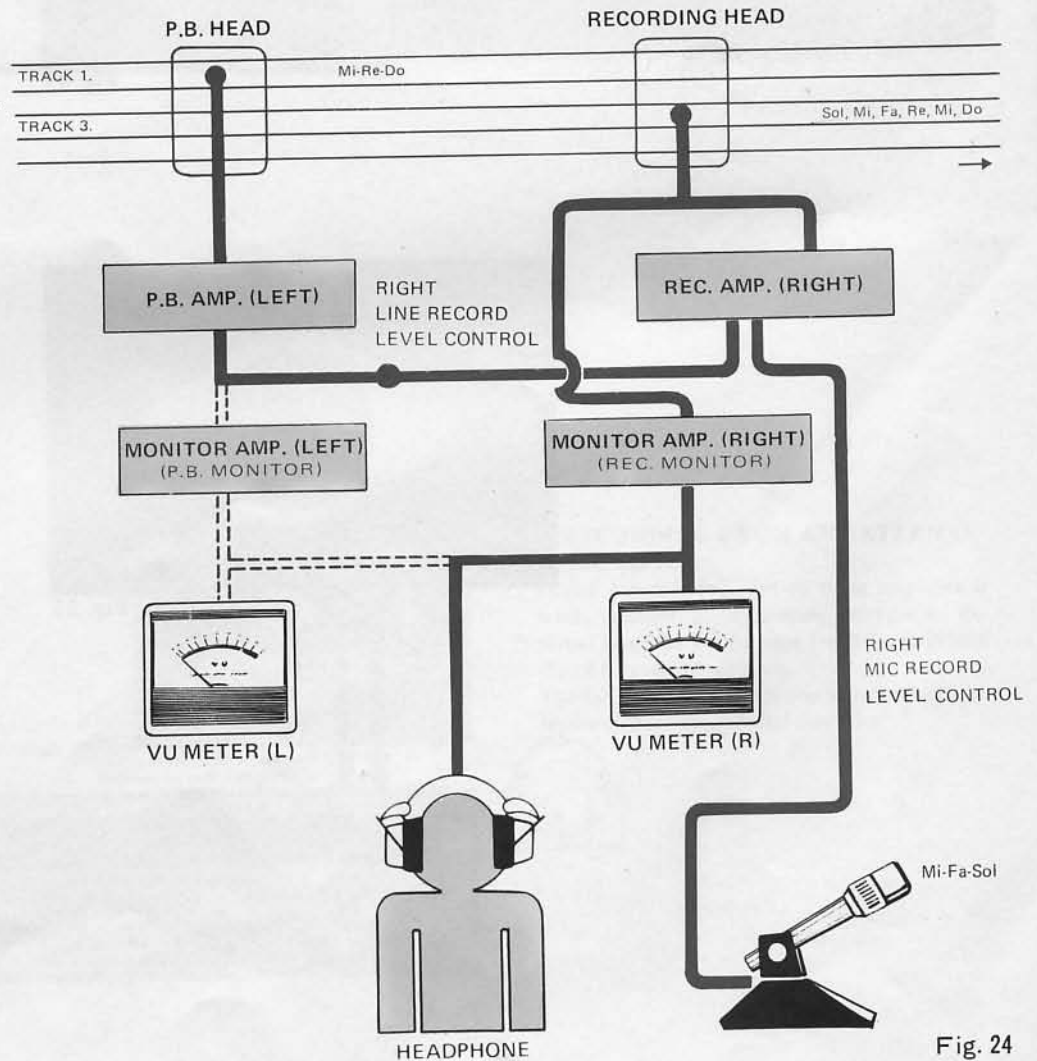 P.B. HEAD
RECORDING HEAD
TRACK 1.
Mi-Re-Do
TRACK 3.
Sol, Mi, Fa, Re, Mi, Do
P.B. AMP. (LEFT)
RIGHT
LINE RECORD
LEVEL CONTROL
REC. AMP. (RIGHT)
MONITOR AMP. (LEFT)
(P.B. MONITOR)
MONITOR AMP. (RIGHT)
(REC. MONITOR)
VU
VU
VU METER (L)
VU METER (R)
RIGHT
MIC RECORD
LEVEL CONTROL
Mi-Fa-Sol
HEADPHONE
Fig. 24